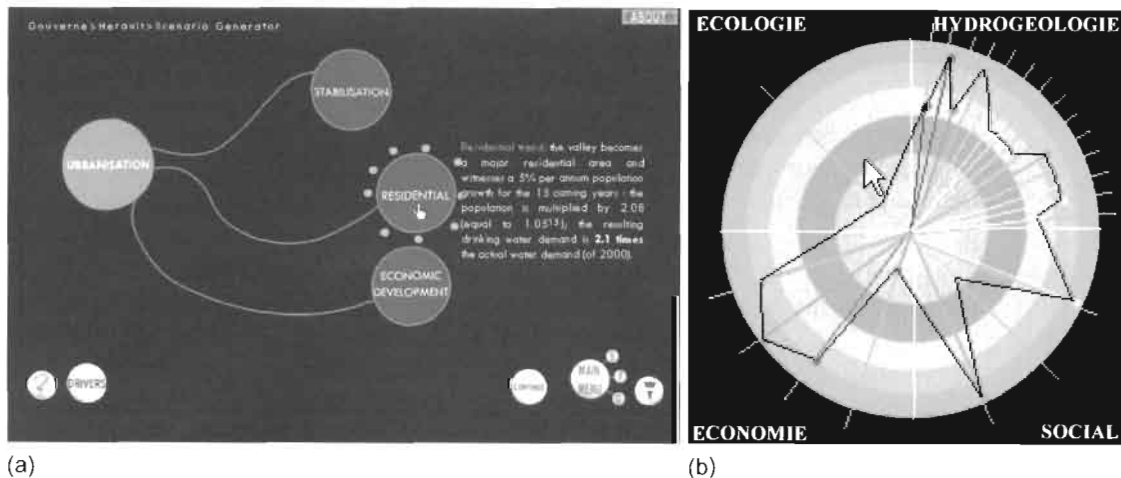 Gouverne>Herault>Scenario Generator
ABOUT
STABILISATION
URBANISATION
RESIDENTIAL
ECONOMIC
DEVELOPMENT
Residential trend: the valley becomes
a major residential area and
witnesses a 5% per annum population
growth for the 15 coming years : the
population is multiplied by 2.08
(equal to 1.05¹⁵); the resulting
drinking water demand is 2.1 times
the actual water demand (of 2000).
?
DRIVERS
CONTINUE
MAIN
MENU
ECOLOGIE
HYDROGEOLOGIE
ECONOMIE
SOCIAL
(a)
(b)